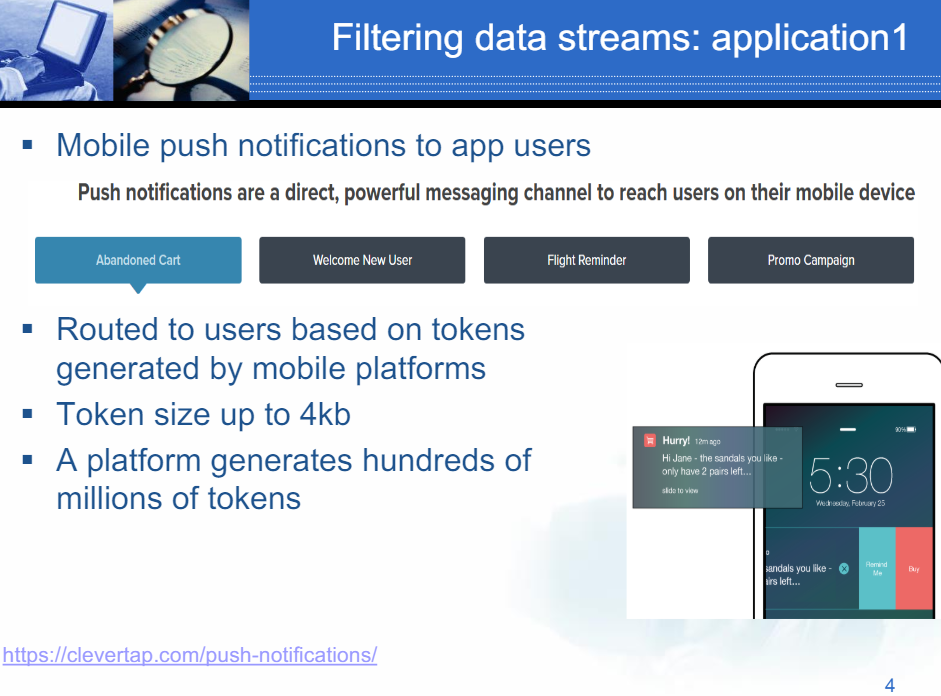 Filtering data streams: application1
▪ Mobile push notifications to app users
Push notifications are a direct, powerful messaging channel to reach users on their mobile device
Abandoned Cart
Welcome New User
Flight Reminder
Promo Campaign
▪ Routed to users based on tokens
generated by mobile platforms
▪ Token size up to 4kb
▪ A platform generates hundreds of
millions of tokens
90%
Hurry! 12m ago
Hi Jane - the sandals you like -
only have 2 pairs left...
slide to view
5:30
Wednesday, February 25
sandals you like -
airs left...
Remind
Me
Buy
https://clevertap.com/push-notifications/
4